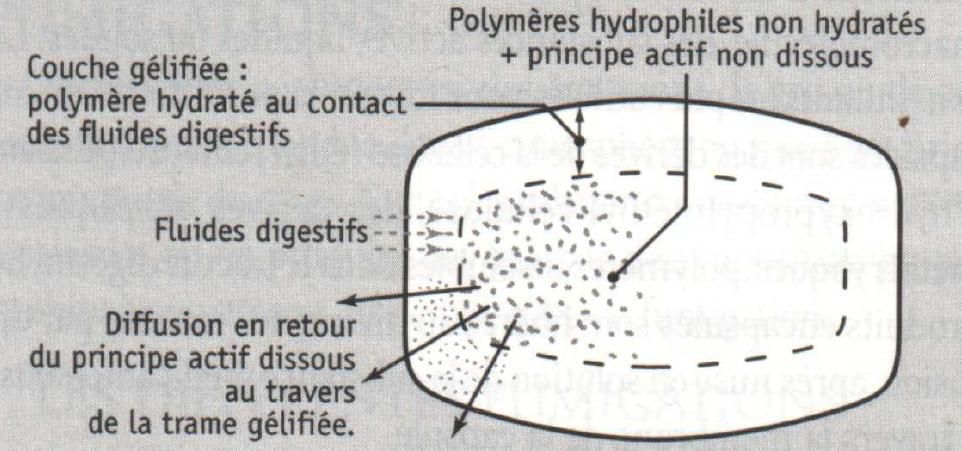 Polymères hydrophiles non hydratés
+ principe actif non dissous
Couche gélifiée :
polymère hydraté au contact
des fluides digestifs
Fluides digestifs
Diffusion en retour
du principe actif dissous
au travers
de la trame gélifiée.